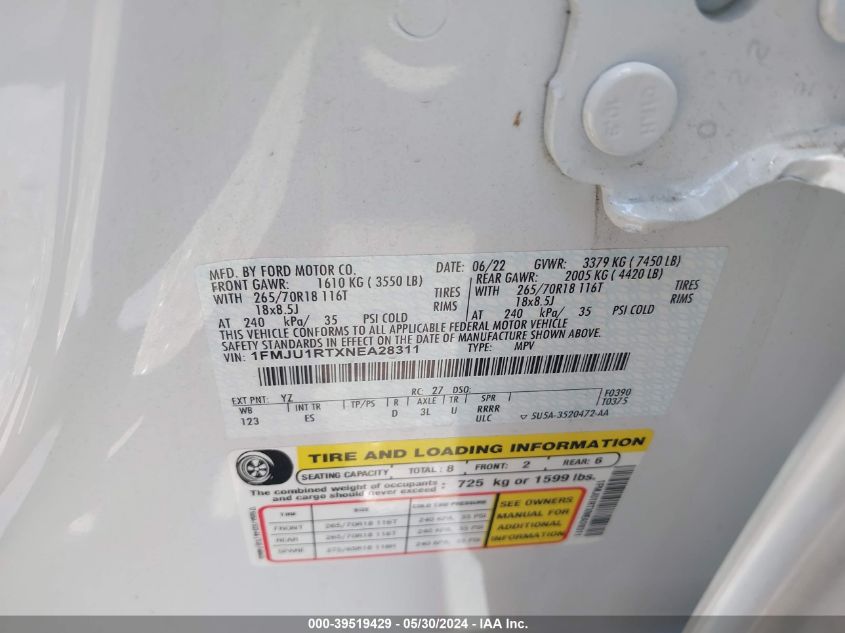 MFD. BY FORD MOTOR CO.
DATE: 06/22 GVWR: 3379 KG (7450 LB)
FRONT GAWR: 1610 KG (3550 LB)
REAR GAWR: 2005 KG (4420 LB)
WITH 265/70R18 116T TIRES
WITH 265/70R18 116T TIRES
18x8.5J RIMS
18x8.5J RIMS
AT 240 kPa/ 35 PSI COLD
AT 240 kPa/ 35 PSI COLD
THIS VEHICLE CONFORMS TO ALL APPLICABLE FEDERAL MOTOR VEHICLE
SAFETY STANDARDS IN EFFECT ON THE DATE OF MANUFACTURE SHOWN ABOVE.
VIN: 1FMJU1RTXNEA28311 TYPE: MPV
EXT PNT: YZ RC: 27 DSO:
WB INT TR TP/PS R AXLE TR SPR
123 ES D 3L U RRRR
ULC
F0390
T0375
5U5A-3520472-AA
TIRE AND LOADING INFORMATION
SEATING CAPACITY TOTAL: 8 FRONT: 2 REAR: 6
The combined weight of occupants and cargo should never exceed: 725 kg or 1599 lbs.
TIRE SIZE COLD TIRE PRESSURE
FRONT 265/70R18 116T 240 KPA, 35 PSI
REAR 265/70R18 116T 240 KPA, 35 PSI
SPARE
SEE OWNERS
MANUAL FOR
ADDITIONAL
INFORMATION
000-39519429 - 05/30/2024 - IAA Inc.